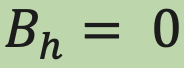 B_h = 0